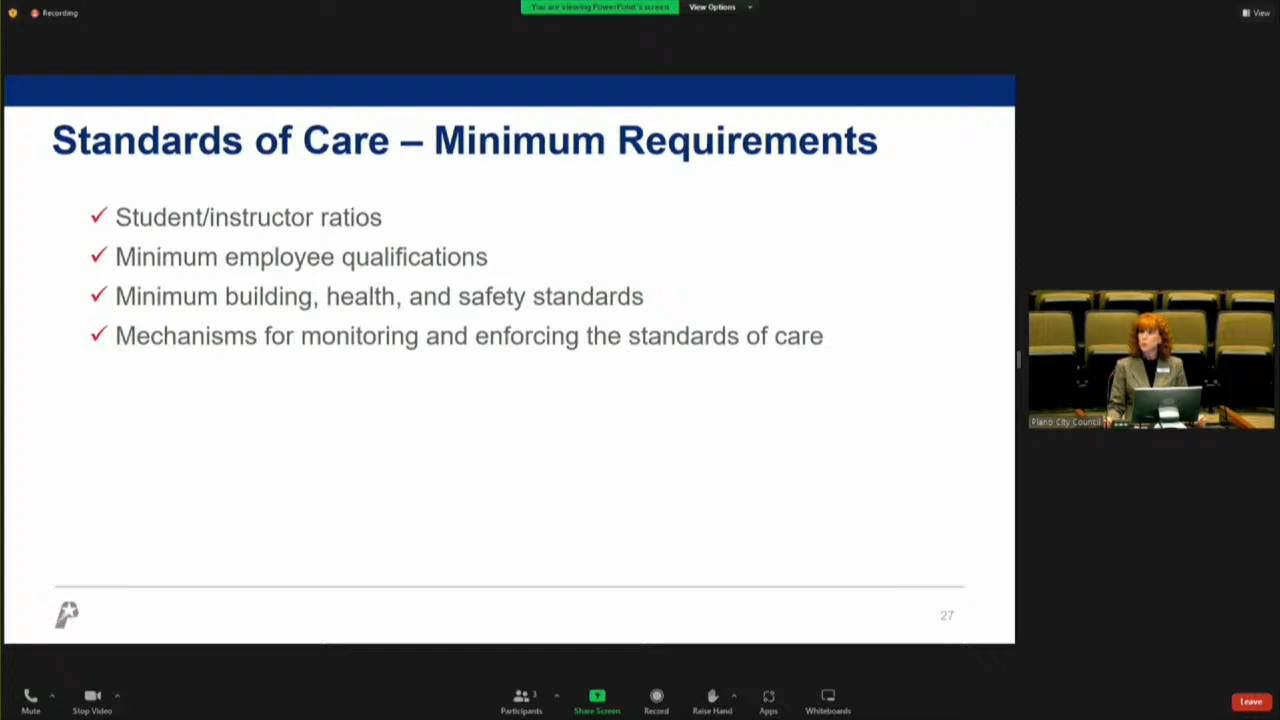 Recording
You are viewing PowerPoint's screen
View Options
View
Standards of Care – Minimum Requirements
Student/instructor ratios
Minimum employee qualifications
Minimum building, health, and safety standards
Mechanisms for monitoring and enforcing the standards of care
Plano City Council
27
Mute
Stop Video
Participants
3
Share Screen
Record
Raise Hand
Apps
Whiteboards
Leave